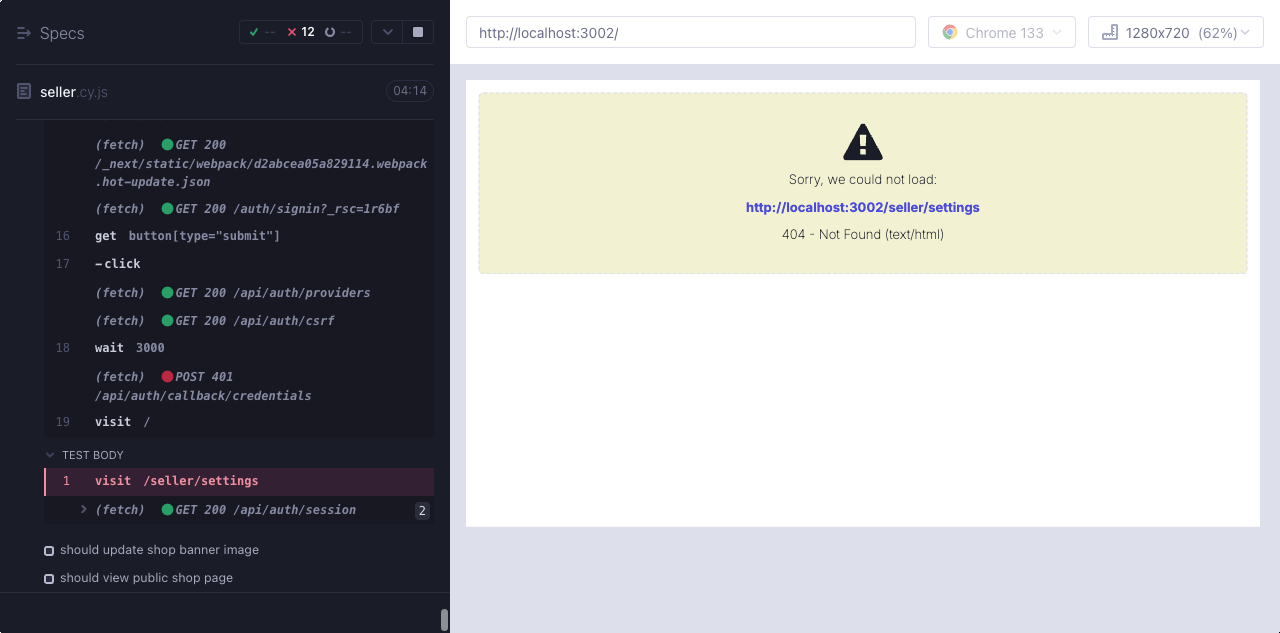 Specs
-- 12 --
http://localhost:3002/
Chrome 133
1280x720 (62%)
seller.cy.js
04:14
(fetch) GET 200
/_next/static/webpack/d2abcea05a829114.webpack
.hot-update.json
(fetch) GET 200 /auth/signin?_rsc=1r6bf
16 get button[type="submit"]
17 -click
(fetch) GET 200 /api/auth/providers
(fetch) GET 200 /api/auth/csrf
18 wait 3000
(fetch) POST 401
/api/auth/callback/credentials
19 visit /
TEST BODY
1 visit /seller/settings
(fetch) GET 200 /api/auth/session 2
should update shop banner image
should view public shop page
Sorry, we could not load:
http://localhost:3002/seller/settings
404 - Not Found (text/html)